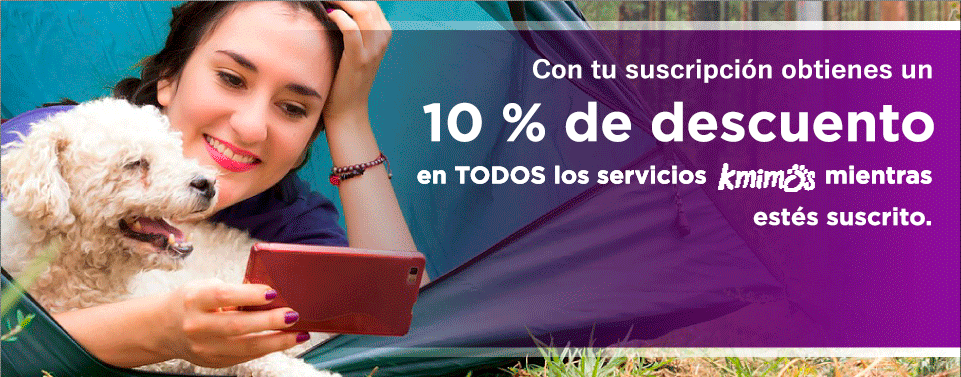 Con tu suscripción obtienes un
10 % de descuento
en TODOS los servicios kmimos mientras
estés suscrito.